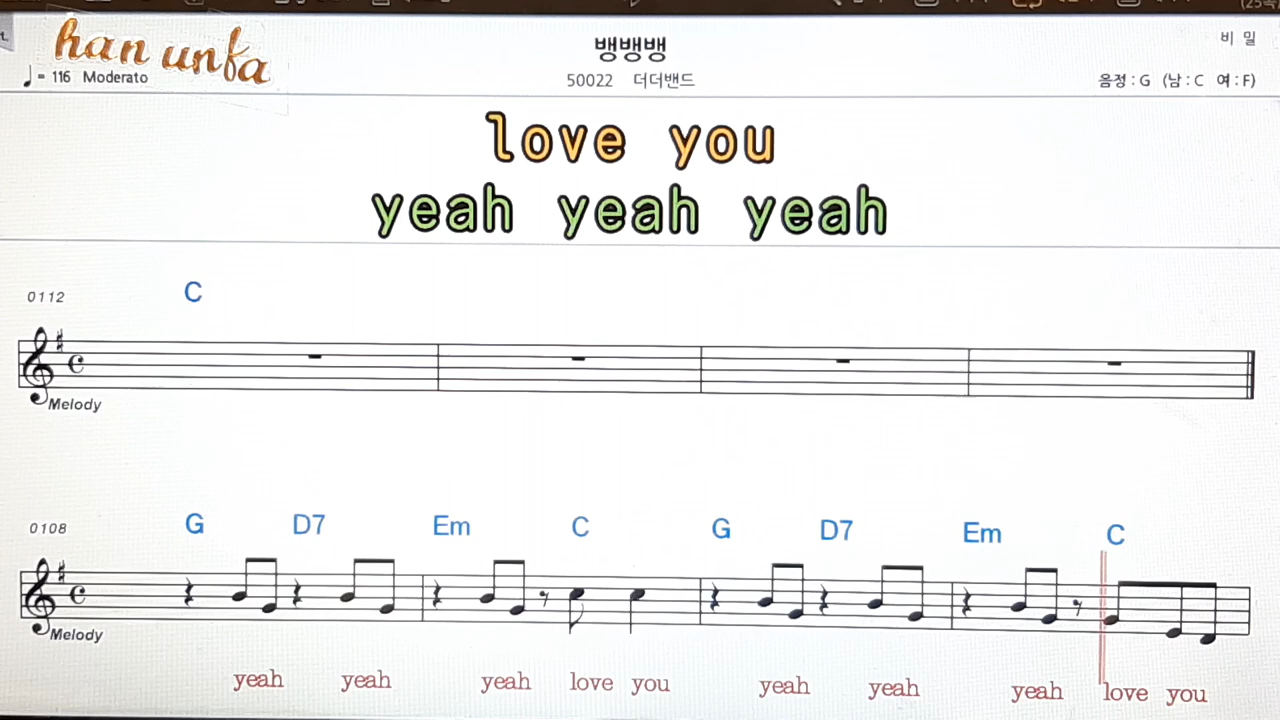 han unfa
♩ = 116 Moderato
뱅뱅뱅
50022 더더밴드
비 밀
음정 : G (남 : C 여 : F)
love you
yeah yeah yeah
0112
C
Melody
0108
G D7 Em C G D7 Em C
Melody
yeah yeah yeah love you yeah yeah yeah love you